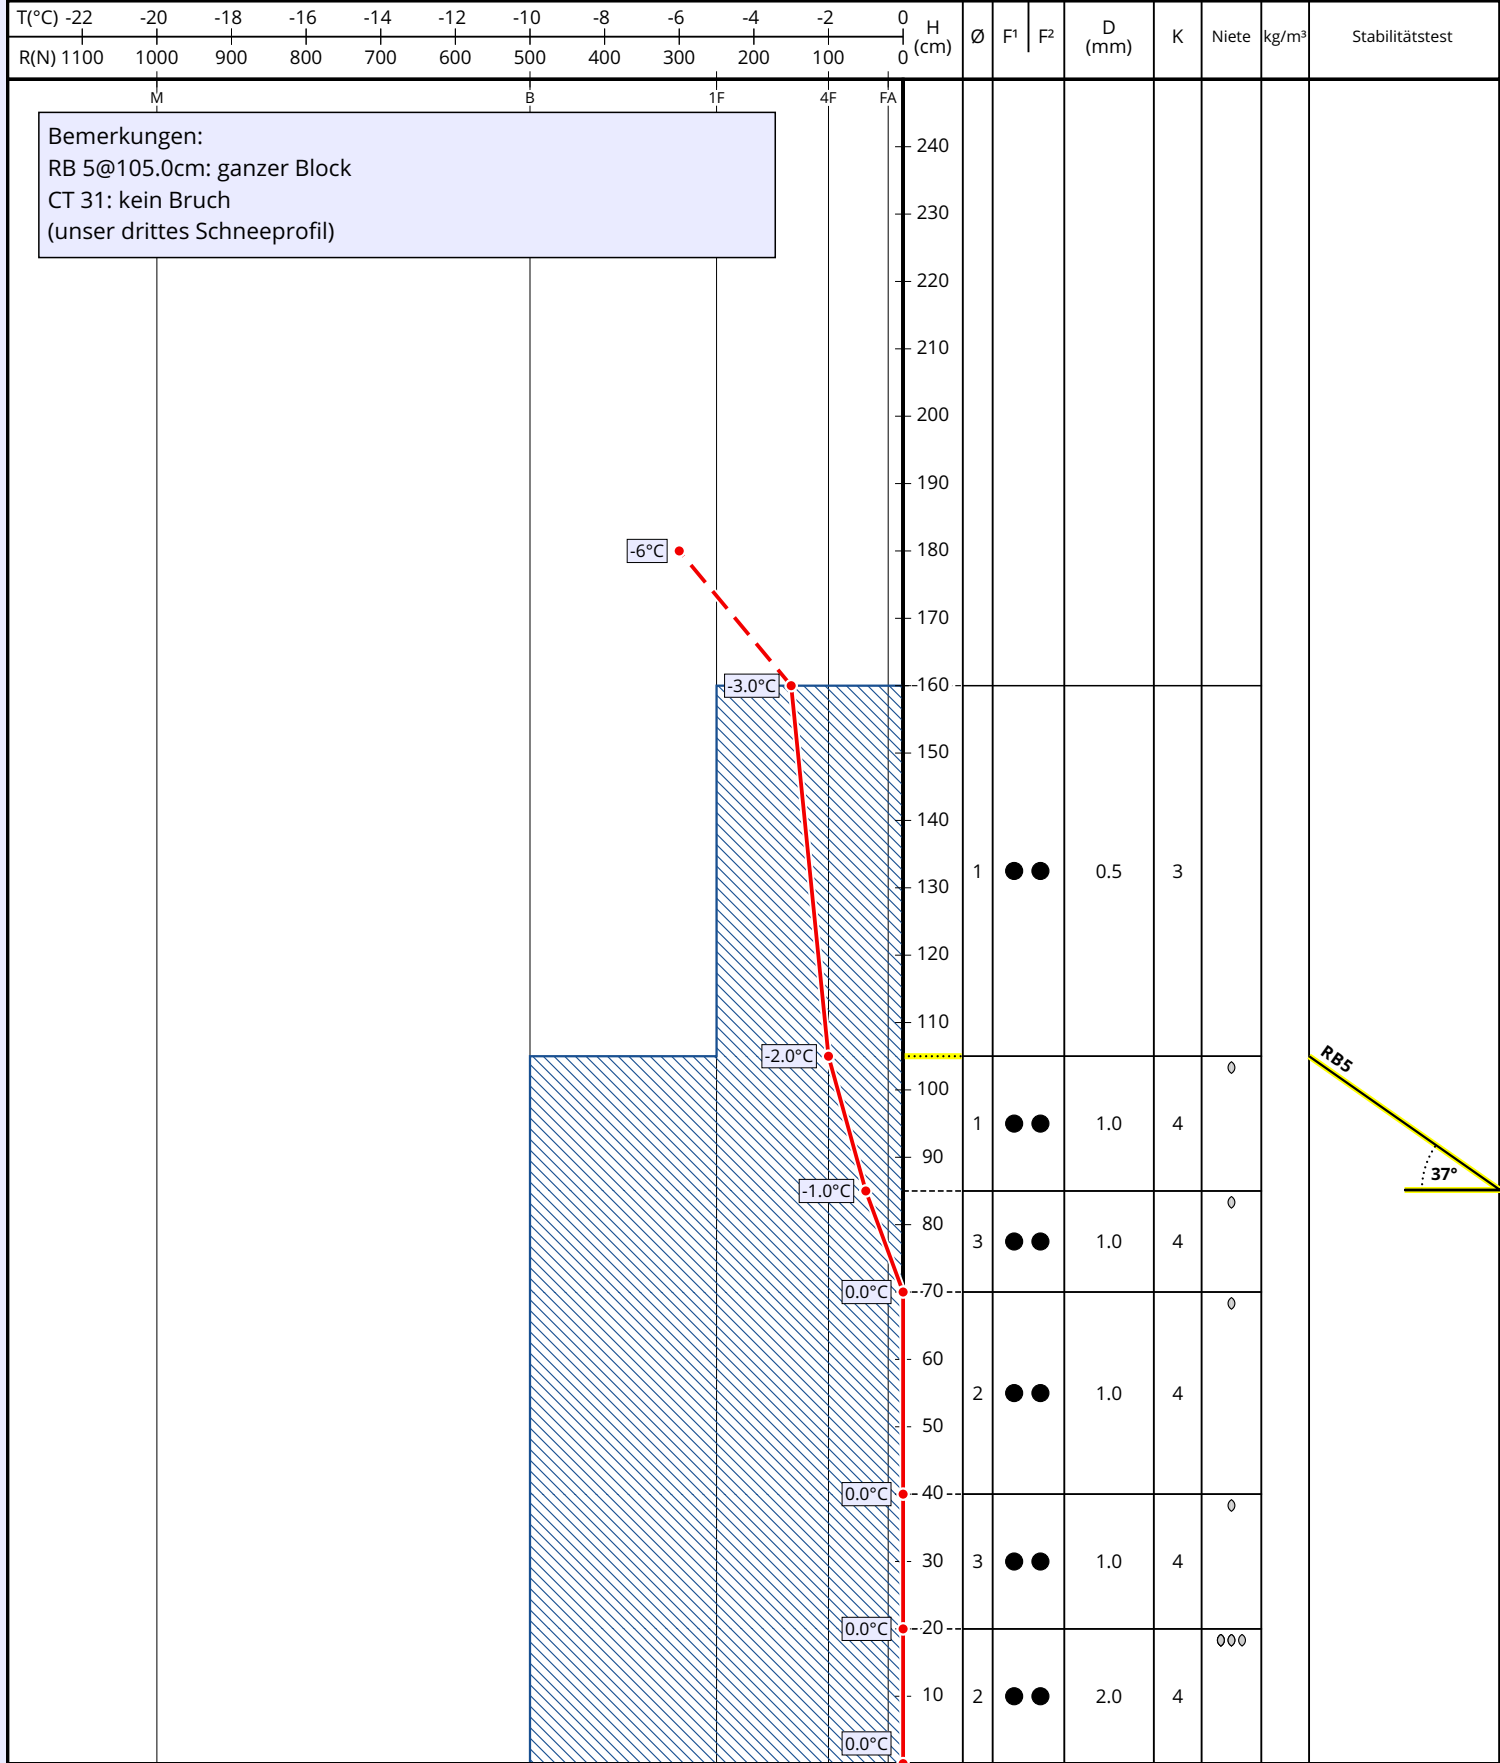 T(°C) -22 -20 -18 -16 -14 -12 -10 -8 -6 -4 -2 0
R(N) 1100 1000 900 800 700 600 500 400 300 200 100 0
H (cm) Ø F¹ F² D (mm) K Niete kg/m³ Stabilitätstest
M B 1F 4F FA
Bemerkungen:
RB 5@105.0cm: ganzer Block
CT 31: kein Bruch
(unser drittes Schneeprofil)
240
230
220
210
200
190
-6°C 180
170
-3.0°C 160
150
140
1 0.5 3
130
120
110
-2.0°C RB5
100
1 1.0 4
90
37°
-1.0°C
80
3 1.0 4
0.0°C 70
60
2 1.0 4
50
0.0°C 40
30 3 1.0 4
0.0°C 20
10 2 2.0 4
0.0°C